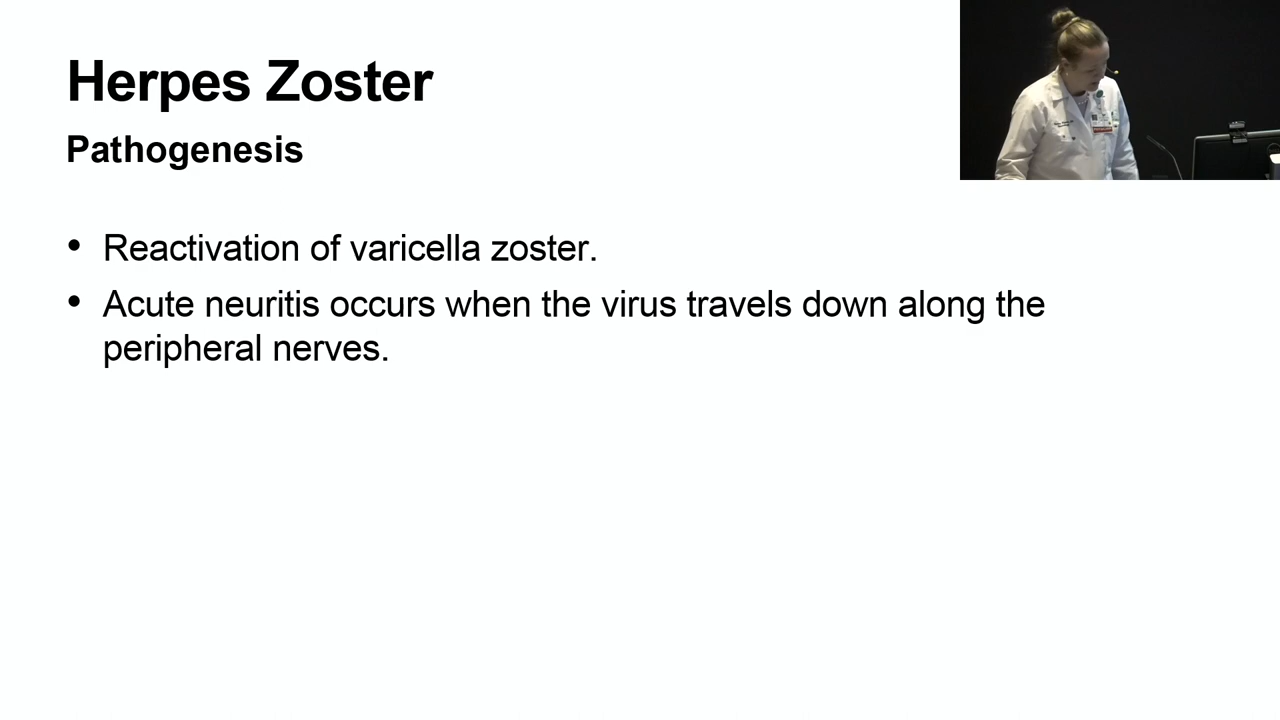 Herpes Zoster
Pathogenesis
• Reactivation of varicella zoster.
• Acute neuritis occurs when the virus travels down along the
peripheral nerves.